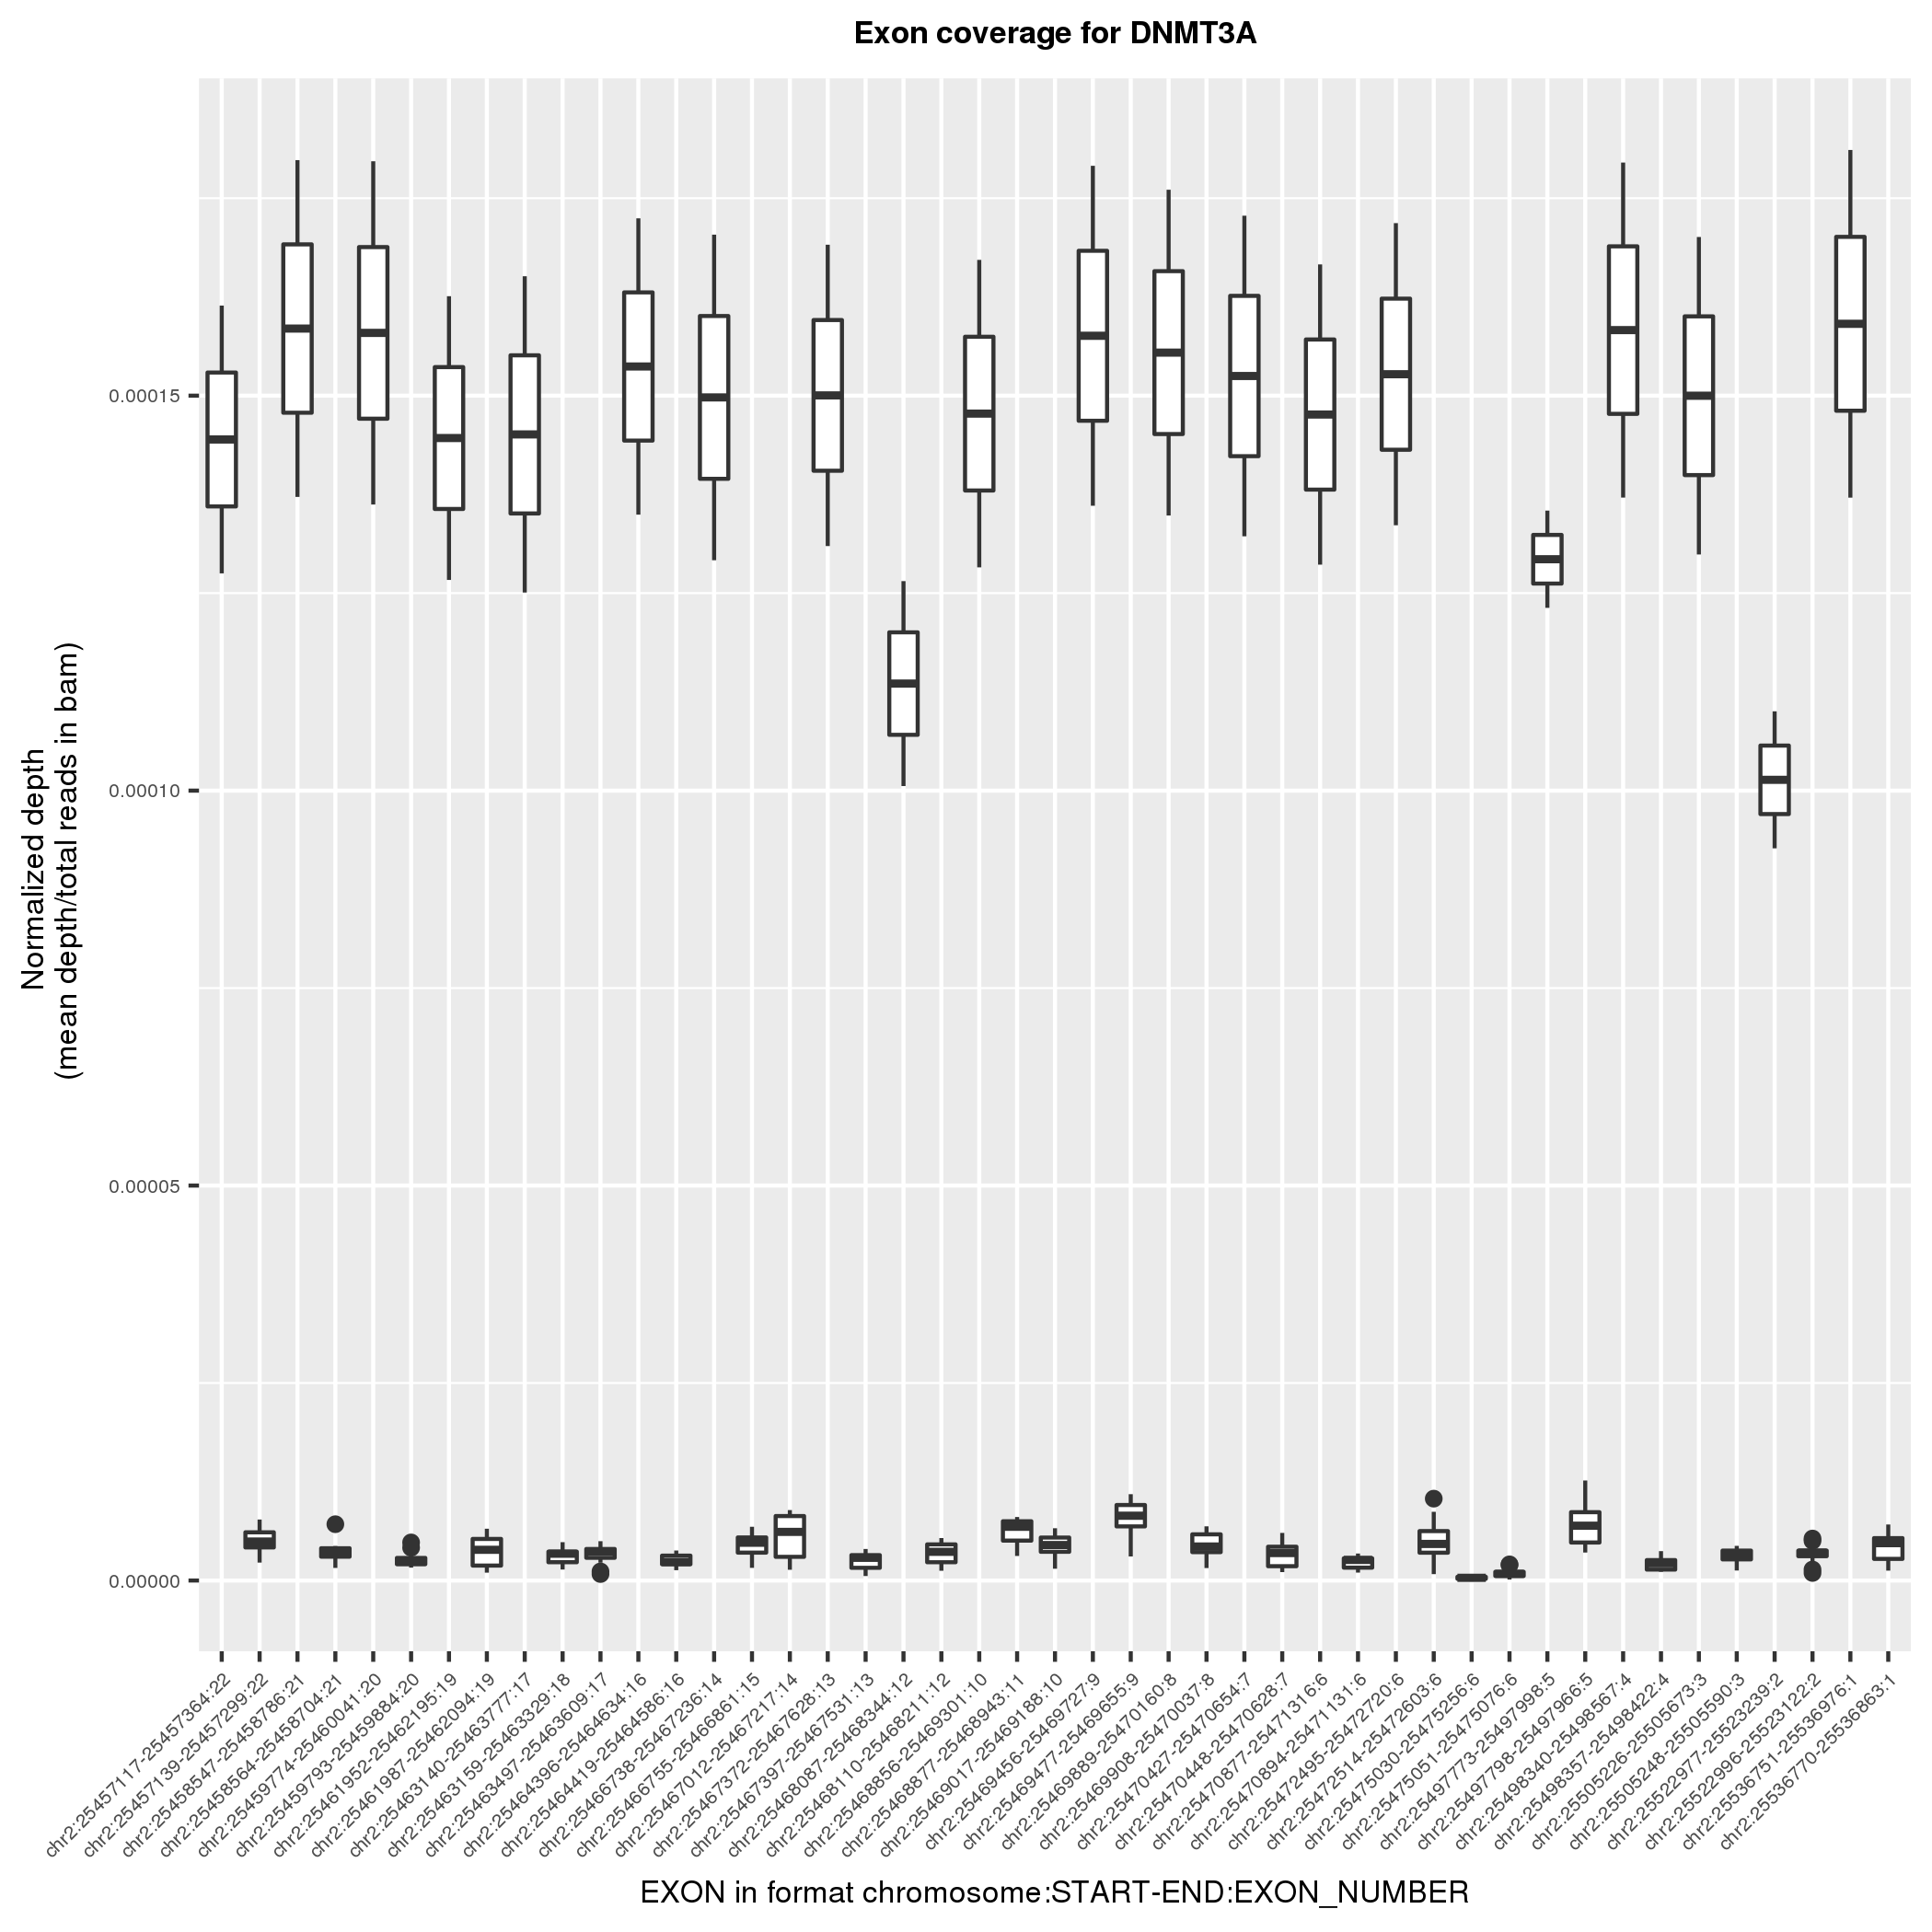 Exon coverage for DNMT3A
Normalized depth
(mean depth/total reads in bam)
0.00015
0.00010
0.00005
0.00000
chr2:25457117-25457364:22
chr2:25457139-25457299:22
chr2:25458547-25458786:21
chr2:25458564-25458704:21
chr2:25459774-25460041:20
chr2:25459793-25459884:20
chr2:25461952-25462195:19
chr2:25461987-25462094:19
chr2:25463140-25463777:17
chr2:25463159-25463329:18
chr2:25463497-25463609:17
chr2:25464396-25464634:16
chr2:25464419-25464586:16
chr2:25466738-25467236:14
chr2:25466755-25466861:15
chr2:25467012-25467217:14
chr2:25467372-25467628:13
chr2:25467397-25467531:13
chr2:25468087-25468344:12
chr2:25468110-25468211:12
chr2:25468856-25469301:10
chr2:25468877-25468943:11
chr2:25469017-25469188:10
chr2:25469456-25469727:9
chr2:25469477-25469655:9
chr2:25469889-25470160:8
chr2:25469908-25470037:8
chr2:25470427-25470654:7
chr2:25470448-25470628:7
chr2:25470877-25471316:6
chr2:25470894-25471131:6
chr2:25472495-25472720:6
chr2:25472514-25472603:6
chr2:25475030-25475256:6
chr2:25475051-25475076:6
chr2:25497773-25497998:5
chr2:25497798-25497966:5
chr2:25498340-25498567:4
chr2:25498357-25498422:4
chr2:25505226-25505673:3
chr2:25505248-25505590:3
chr2:25522977-25523239:2
chr2:25522996-25523122:2
chr2:25536751-25536976:1
chr2:25536770-25536863:1
EXON in format chromosome:START-END:EXON_NUMBER